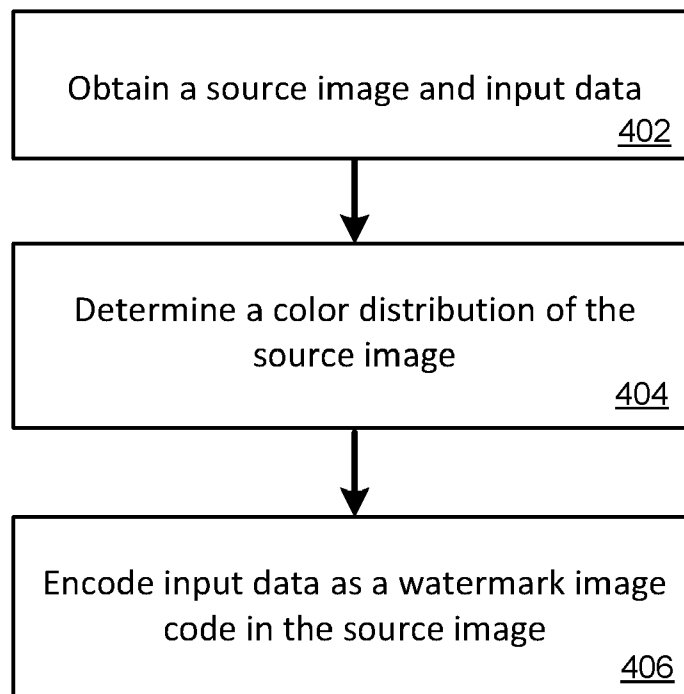 Obtain a source image and input data
402
Determine a color distribution of the
source image
404
Encode input data as a watermark image
code in the source image
406